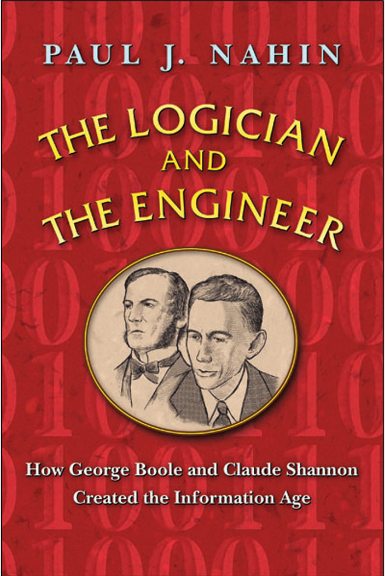 PAUL J. NAHIN
THE LOGICIAN
AND
THE ENGINEER
How George Boole and Claude Shannon
Created the Information Age